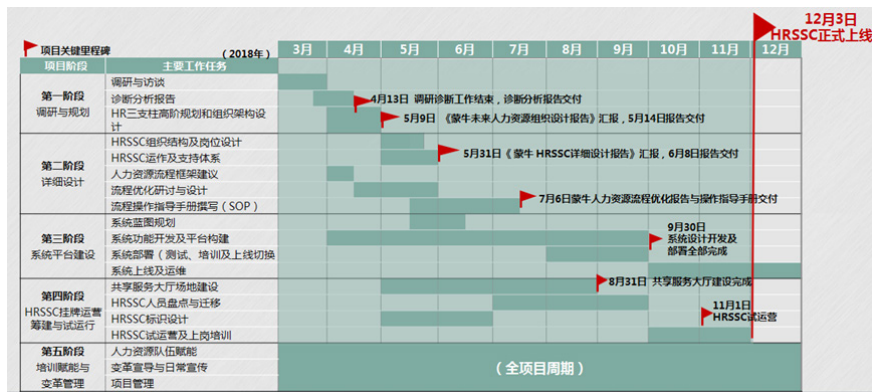 12月3日
HRSSC正式上线
项目关键里程碑
（2018年） 3月 4月 5月 6月 7月 8月 9月 10月 11月 12月
项目阶段 主要工作任务
第一阶段
调研与规划
调研与访谈
诊断分析报告
4月13日 调研诊断工作结束，诊断分析报告交付
HR三支柱高阶规划和组织架构设
计
5月9日 《蒙牛未来人力资源组织设计报告》汇报，5月14日报告交付
第二阶段
详细设计
HRSSC组织结构及岗位设计
HRSSC运作及支持体系
5月31日《 蒙牛 HRSSC详细设计报告》汇报，6月8日报告交付
人力资源流程框架建议
流程优化研讨与设计
流程操作指导手册撰写（SOP）
7月6日蒙牛人力资源流程优化报告与操作指导手册交付
第三阶段
系统平台建设
系统蓝图规划
系统功能开发及平台构建
系统部署（测试、培训及上线切换
系统上线及运维
9月30日
系统设计开发及
部署全部完成
第四阶段
HRSSC挂牌运营
筹建与试运行
共享服务大厅场地建设
8月31日 共享服务大厅建设完成
HRSSC人员盘点与迁移
HRSSC标识设计
HRSSC试运营及上岗培训
11月1日
HRSSC试运营
第五阶段
培训赋能与
变革管理
人力资源队伍赋能
变革宣导与日常宣传
项目管理
（全项目周期）